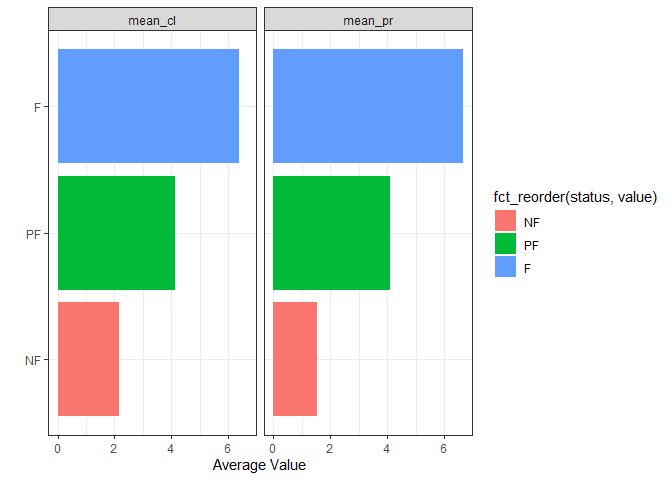 mean_cl mean_pr
F
PF
NF
0 2 4 6 0 2 4 6
Average Value
fct_reorder(status, value)
NF
PF
F